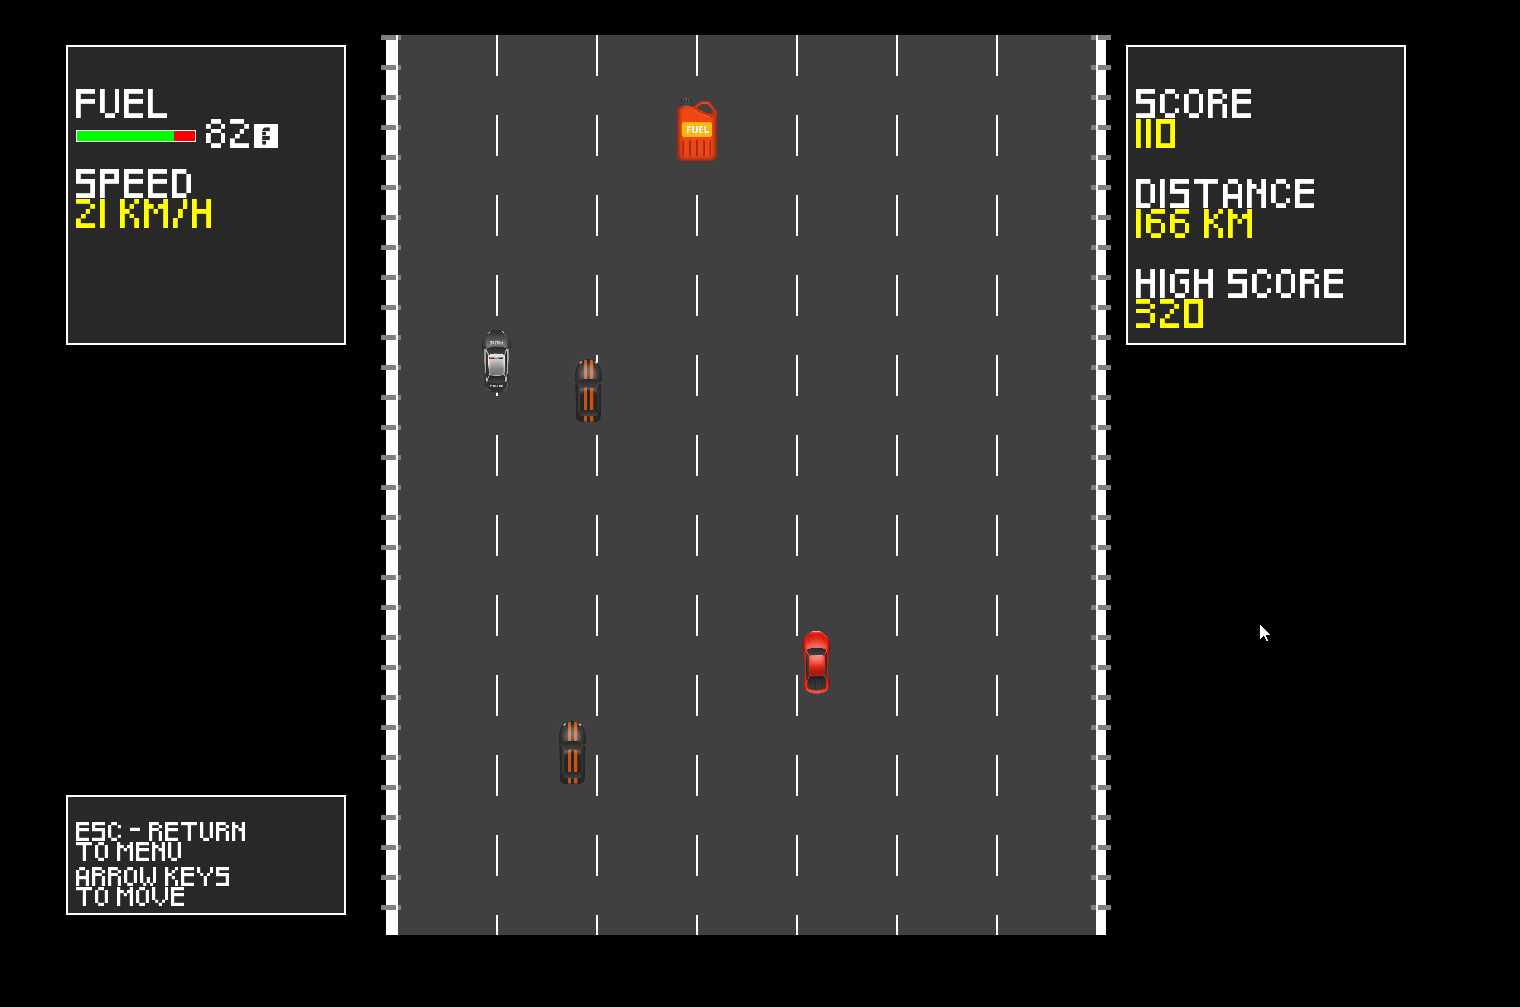 FUEL
82
SPEED
21 KM/H
ESC - RETURN
TO MENU
ARROW KEYS
TO MOVE
FUEL
SCORE
110
DISTANCE
166 KM
HIGH SCORE
320